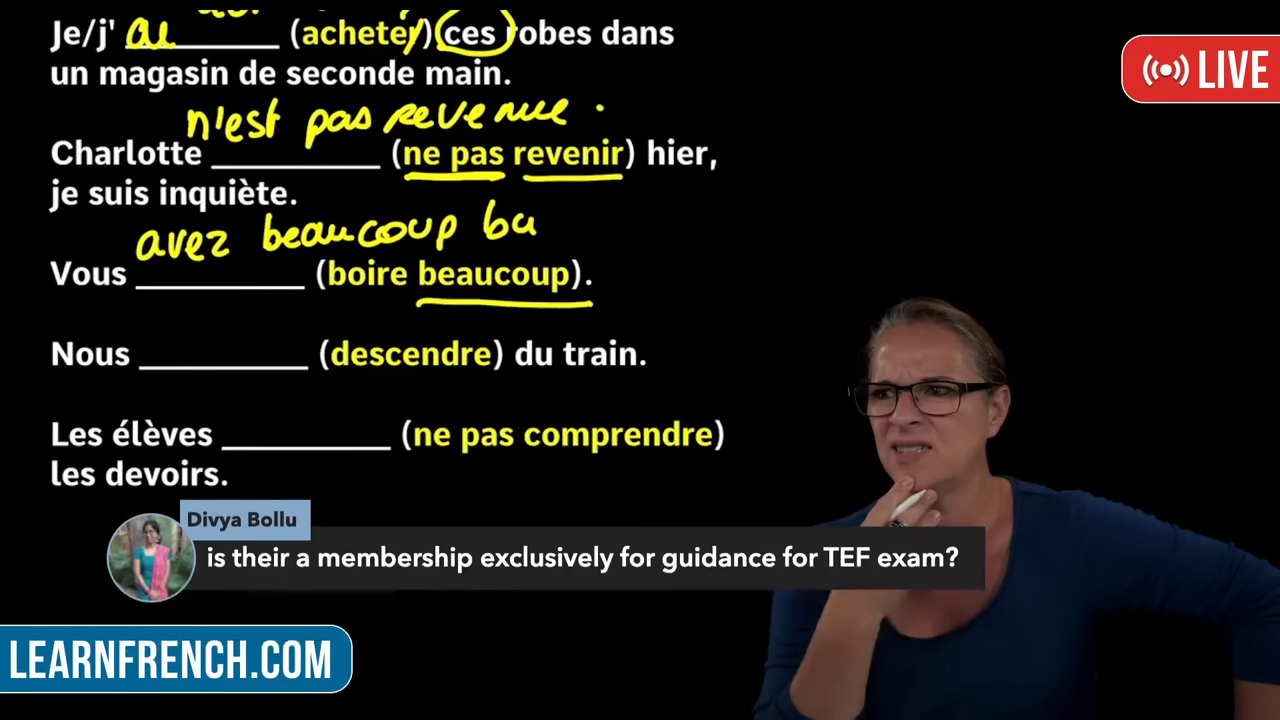 Je/j' ai ________ (acheter) ces robes dans
un magasin de seconde main.
n'est pas revenue .
Charlotte __________ (ne pas revenir) hier,
je suis inquiète.
avez beaucoup bu
Vous __________ (boire beaucoup).
Nous __________ (descendre) du train.
Les élèves __________ (ne pas comprendre)
les devoirs.
Divya Bollu
is their a membership exclusively for guidance for TEF exam?
LIVE
LEARNFRENCH.COM